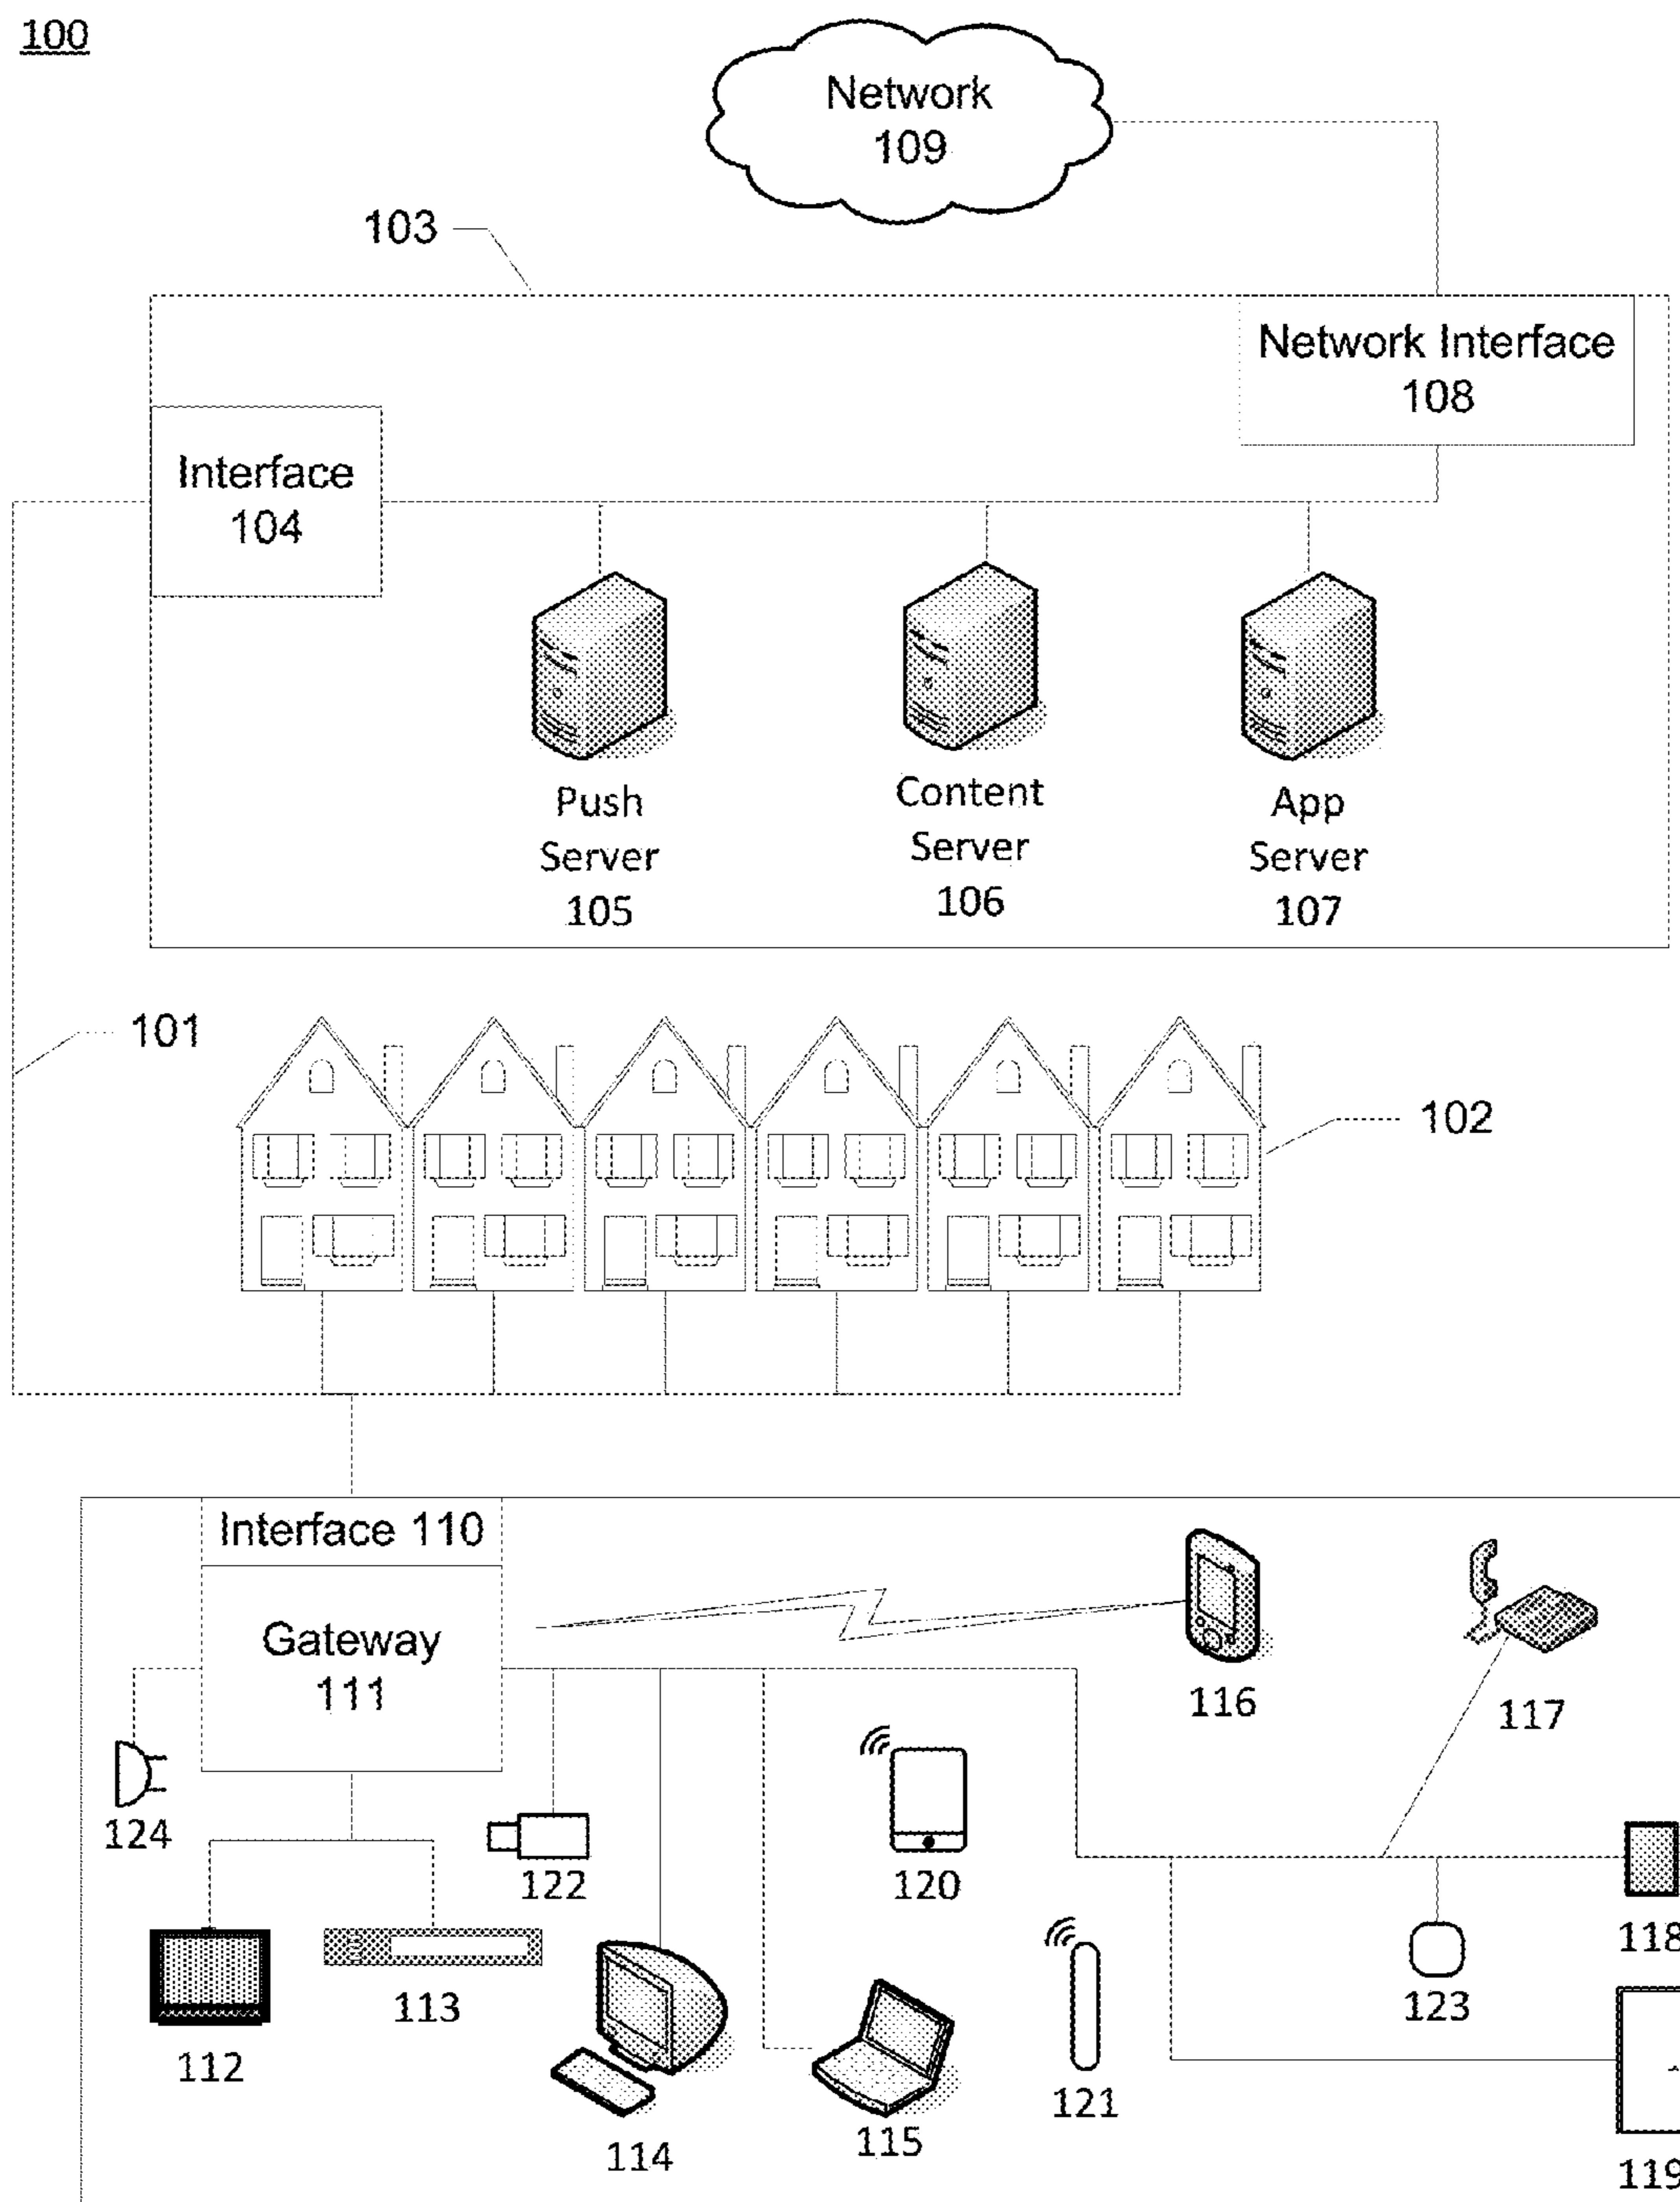 100
Network
109
103
Network Interface
108
Interface
104
Push
Server
105
Content
Server
106
App
Server
107
101
102
Interface 110
Gateway
111
116
117
124
122
120
118
112
113
114
115
121
123
119